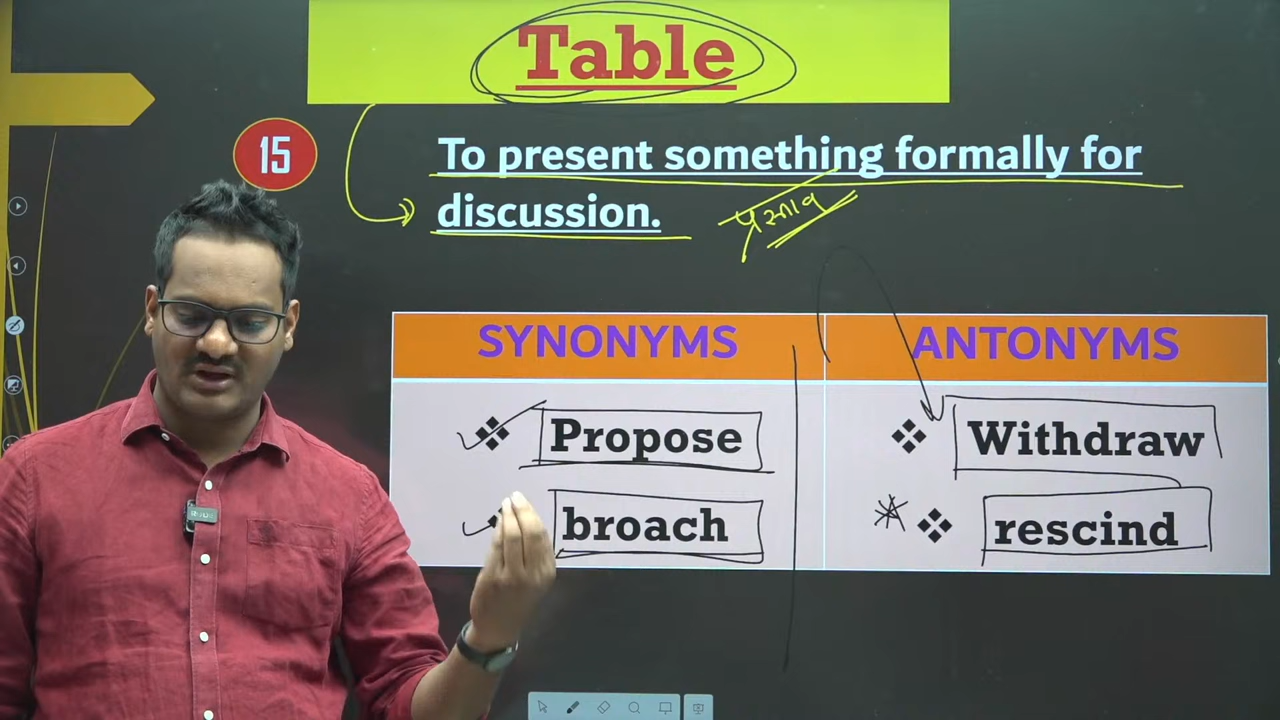 Table
15
To present something formally for
discussion.
प्रस्ताव
SYNONYMS
ANTONYMS
Propose
Withdraw
broach
rescind